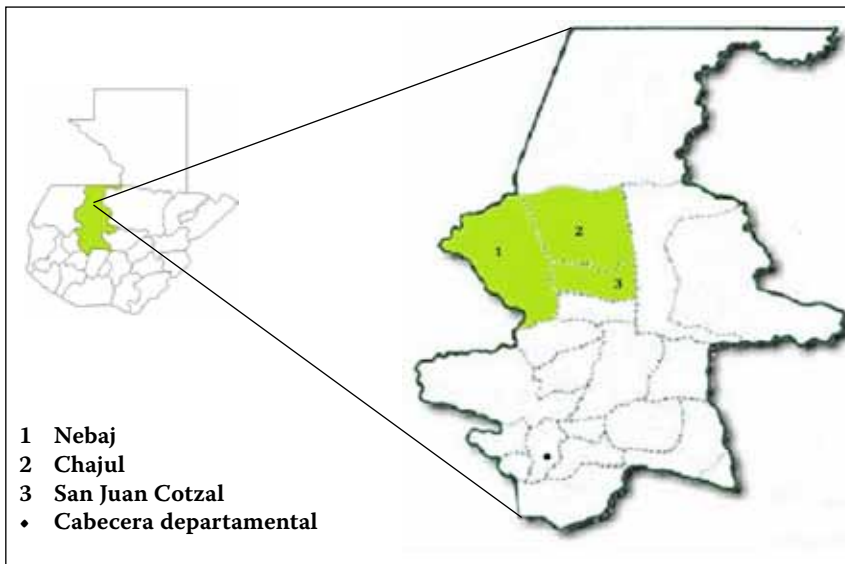 1
2
3
1 Nebaj
2 Chajul
3 San Juan Cotzal
• Cabecera departamental